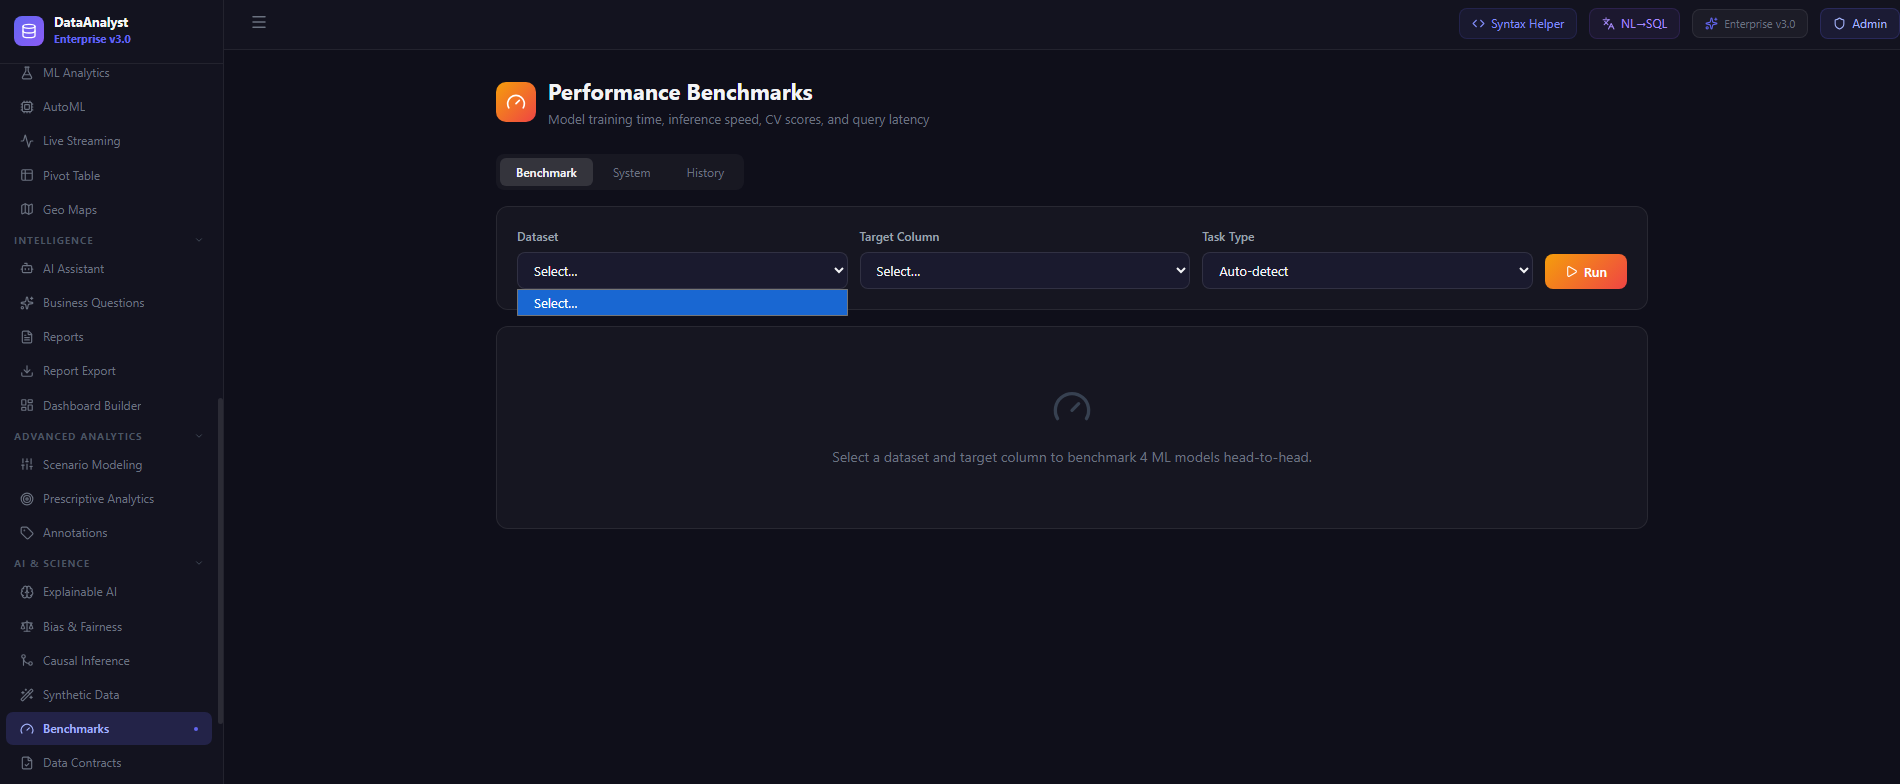 DataAnalyst
Enterprise v3.0
Syntax Helper
NL→SQL
Enterprise v3.0
Admin
ML Analytics
AutoML
Live Streaming
Pivot Table
Geo Maps
INTELLIGENCE
AI Assistant
Business Questions
Reports
Report Export
Dashboard Builder
ADVANCED ANALYTICS
Scenario Modeling
Prescriptive Analytics
Annotations
AI & SCIENCE
Explainable AI
Bias & Fairness
Causal Inference
Synthetic Data
Benchmarks
Data Contracts
Performance Benchmarks
Model training time, inference speed, CV scores, and query latency
Benchmark
System
History
Dataset
Target Column
Task Type
Select...
Select...
Auto-detect
Run
Select...
Select a dataset and target column to benchmark 4 ML models head-to-head.